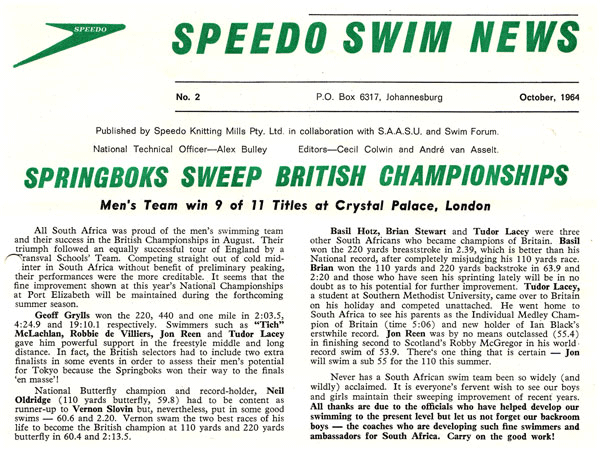 SPEEDO
SPEEDO SWIM NEWS
No. 2 P.O. Box 6317, Johannesburg October, 1964
Published by Speedo Knitting Mills Pty. Ltd. in collaboration with S.A.A.S.U. and Swim Forum.
National Technical Officer—Alex Bulley Editors—Cecil Colwin and André van Asselt.
SPRINGBOKS SWEEP BRITISH CHAMPIONSHIPS
Men's Team win 9 of 11 Titles at Crystal Palace, London
All South Africa was proud of the men's swimming
team and their success in the British Championships in August. Their
triumph followed an equally successful tour of England by a
Transval Schools' Team. Competing straight out of cold mid-
inter in South Africa without benefit of preliminary peaking,
their performances were the more creditable. It seems that the
fine improvement shown at this year's National Championships
at Port Elizabeth will be maintained during the forthcoming
summer season.
Geoff Grylls won the 220, 440 and one mile in 2:03.5,
4:24.9 and 19:10.1 respectively. Swimmers such as "Tich"
McLachlan, Robbie de Villiers, Jon Reen and Tudor Lacey
gave him powerful support in the freestyle middle and long
distance. In fact, the British selectors had to include two extra
finalists in some events in order to assess their men's potential
for Tokyo because the Springboks won their way to the finals
'en masse'!
National Butterfly champion and record-holder, Neil
Oldridge (110 yards butterfly, 59.8) had to be content as
runner-up to Vernon Slovin but, nevertheless, put in some good
swims — 60.6 and 2.20. Vernon swam the two best races of his
life to become the British champion at 110 yards and 220 yards
butterfly in 60.4 and 2:13.5.
Basil Hotz, Brian Stewart and Tudor Lacey were three
other South Africans who became champions of Britain. Basil
won the 220 yards breaststroke in 2.39, which is better than his
National record, after completely misjudging his 110 yards race.
Brian won the 110 yards and 220 yards backstroke in 63.9 and
2:20 and those who have seen his sprinting lately will be in no
doubt as to his potential for further improvement. Tudor Lacey,
a student at Southern Methodist University, came over to Britain
on his holiday and competed unattached. He went home to
South Africa to see his parents as the Individual Medley Cham-
pion of Britain (time 5:06) and new holder of Ian Black's
erstwhile record. Jon Reen was by no means outclassed (55.4)
in finishing second to Scotland's Robby McGregor in his world-
record swim of 53.9. There's one thing that is certain — Jon
will swim a sub 55 for the 110 this summer.
Never has a South African swim team been so widely (and
wildly) acclaimed. It is everyone's fervent wish to see our boys
and girls maintain their sweeping improvement of recent years.
All thanks are due to the officials who have helped develop our
swimming to the present level but let us not forget our backroom
boys — the coaches who are developing such fine swimmers and
ambassadors for South Africa. Carry on the good work!